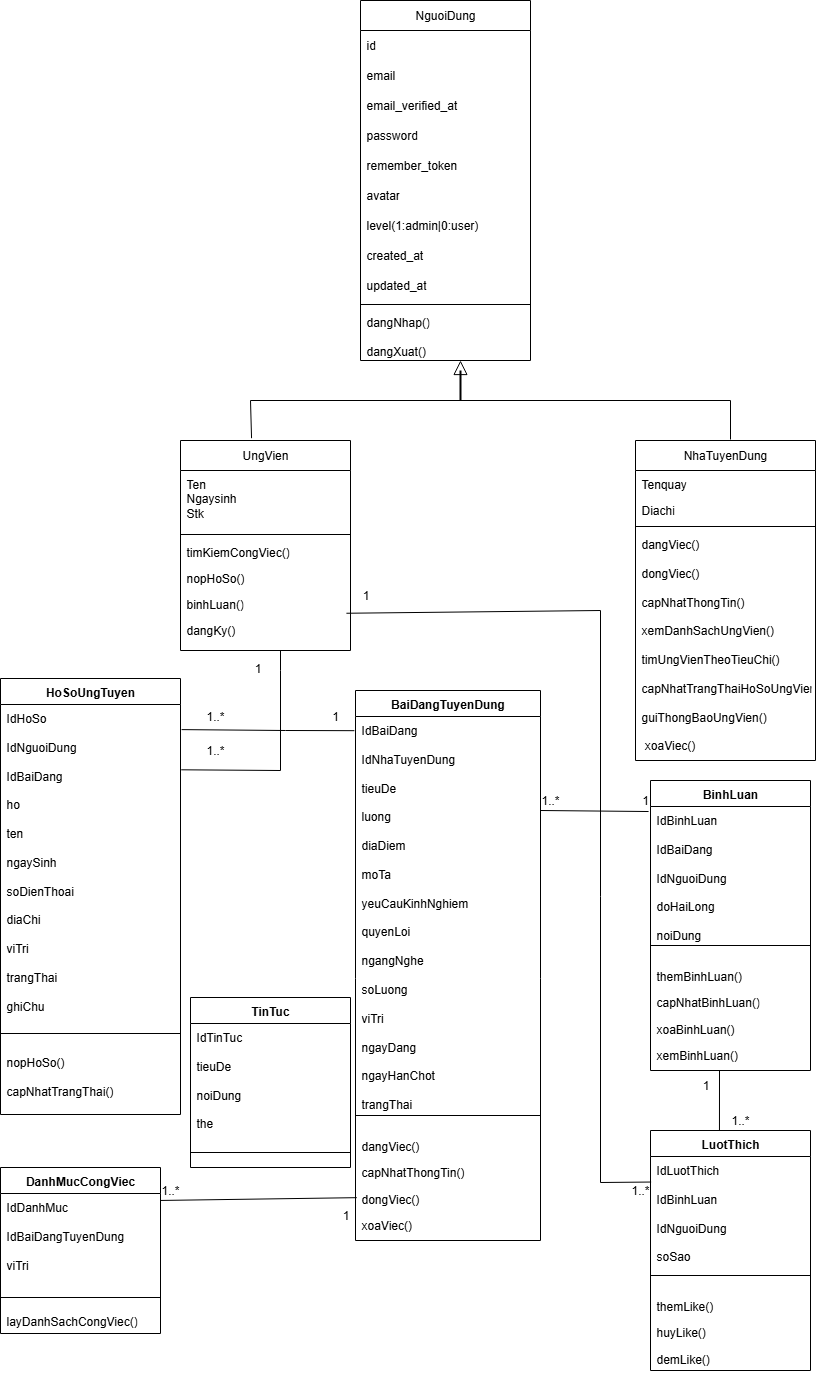 NguoiDung
id
email
email_verified_at
password
remember_token
avatar
level(1:admin|0:user)
created_at
updated_at
dangNhap()
dangXuat()
UngVien
Ten
Ngaysinh
Stk
timKiemCongViec()
nopHoSo()
binhLuan()
dangKy()
NhaTuyenDung
Tenquay
Diachi
dangViec()
dongViec()
capNhatThongTin()
xemDanhSachUngVien()
timUngVienTheoTieuChi()
capNhatTrangThaiHoSoUngVien
guiThongBaoUngVien()
xoaViec()
1
1
1..*
1
1..*
HoSoUngTuyen
IdHoSo
IdNguoiDung
IdBaiDang
ho
ten
ngaySinh
soDienThoai
diaChi
viTri
trangThai
ghiChu
nopHoSo()
capNhatTrangThai()
BaiDangTuyenDung
IdBaiDang
IdNhaTuyenDung
tieuDe
luong
diaDiem
moTa
yeuCauKinhNghiem
quyenLoi
ngangNghe
soLuong
viTri
ngayDang
ngayHanChot
trangThai
dangViec()
capNhatThongTin()
dongViec()
xoaViec()
1..*
1
BinhLuan
IdBinhLuan
IdBaiDang
IdNguoiDung
doHaiLong
noiDung
themBinhLuan()
capNhatBinhLuan()
xoaBinhLuan()
xemBinhLuan()
TinTuc
IdTinTuc
tieuDe
noiDung
the
1
1..*
1..*
LuotThich
IdLuotThich
IdBinhLuan
IdNguoiDung
soSao
themLike()
huyLike()
demLike()
DanhMucCongViec
IdDanhMuc
IdBaiDangTuyenDung
viTri
layDanhSachCongViec()
1..*
1